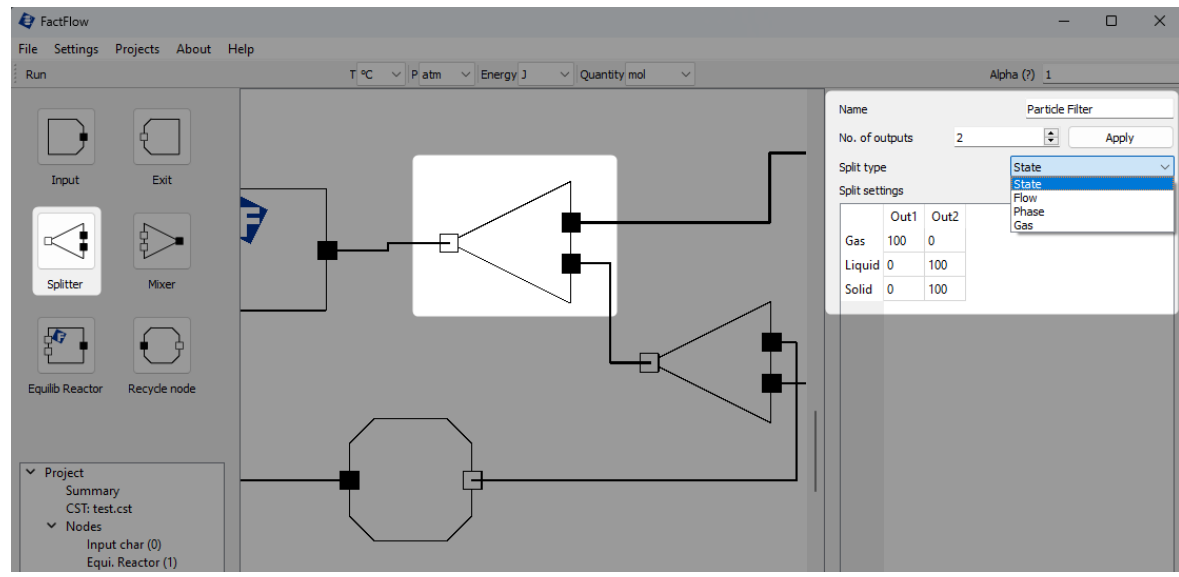 FactFlow
File Settings Projects About Help
Run T ºC P atm Energy J Quantity mol Alpha (?) 1
Input Exit
Splitter Mixer
Equilib Reactor Recycle node
Project
Summary
CST: test.cst
Nodes
Input char (0)
Equi. Reactor (1)
Name Particle Filter
No. of outputs 2 Apply
Split type State
State
Flow
Phase
Gas
Split settings
Out1 Out2
Gas 100 0
Liquid 0 100
Solid 0 100